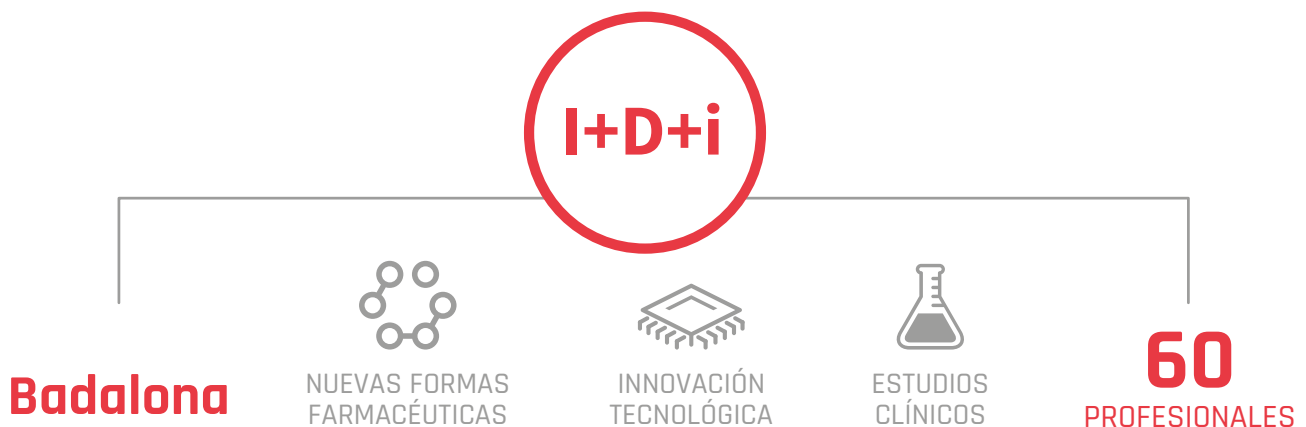 I+D+i
Badalona
NUEVAS FORMAS
FARMACÉUTICAS
INNOVACIÓN
TECNOLÓGICA
ESTUDIOS
CLÍNICOS
60
PROFESIONALES